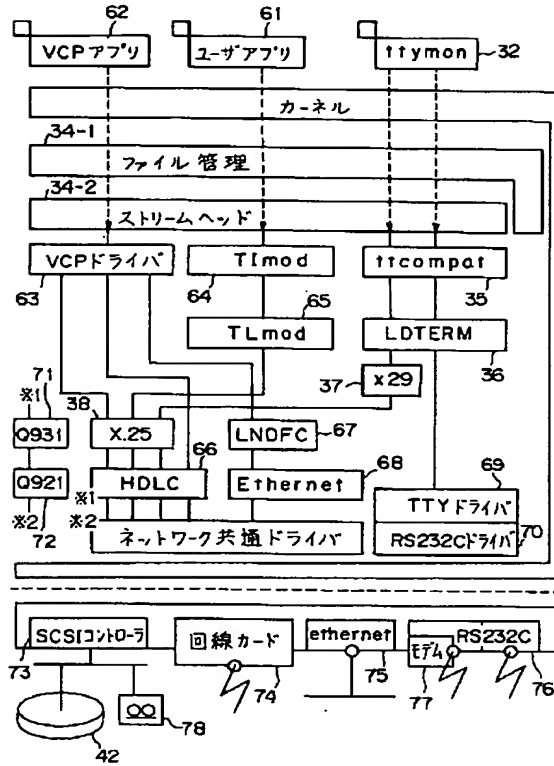 62
61
VCPアプリ
ユーザアプリ
ttymon
32
カーネル
34-1
ファイル管理
34-2
ストリームヘッド
VCPドライバ
TImod
ttcompat
63
64
65
35
TLmod
LDTERM
36
71
※1
38
37
x29
Q931
X.25
66
LNDFC
67
Q921
※1
HDLC
Ethernet
68
69
※2
72
※2
ネットワーク共通ドライバ
TTYドライバ
RS232Cドライバ
70
SCSIコントローラ
回線カード
ethernet
RS232C
73
モデム
74
75
77
76
78
42